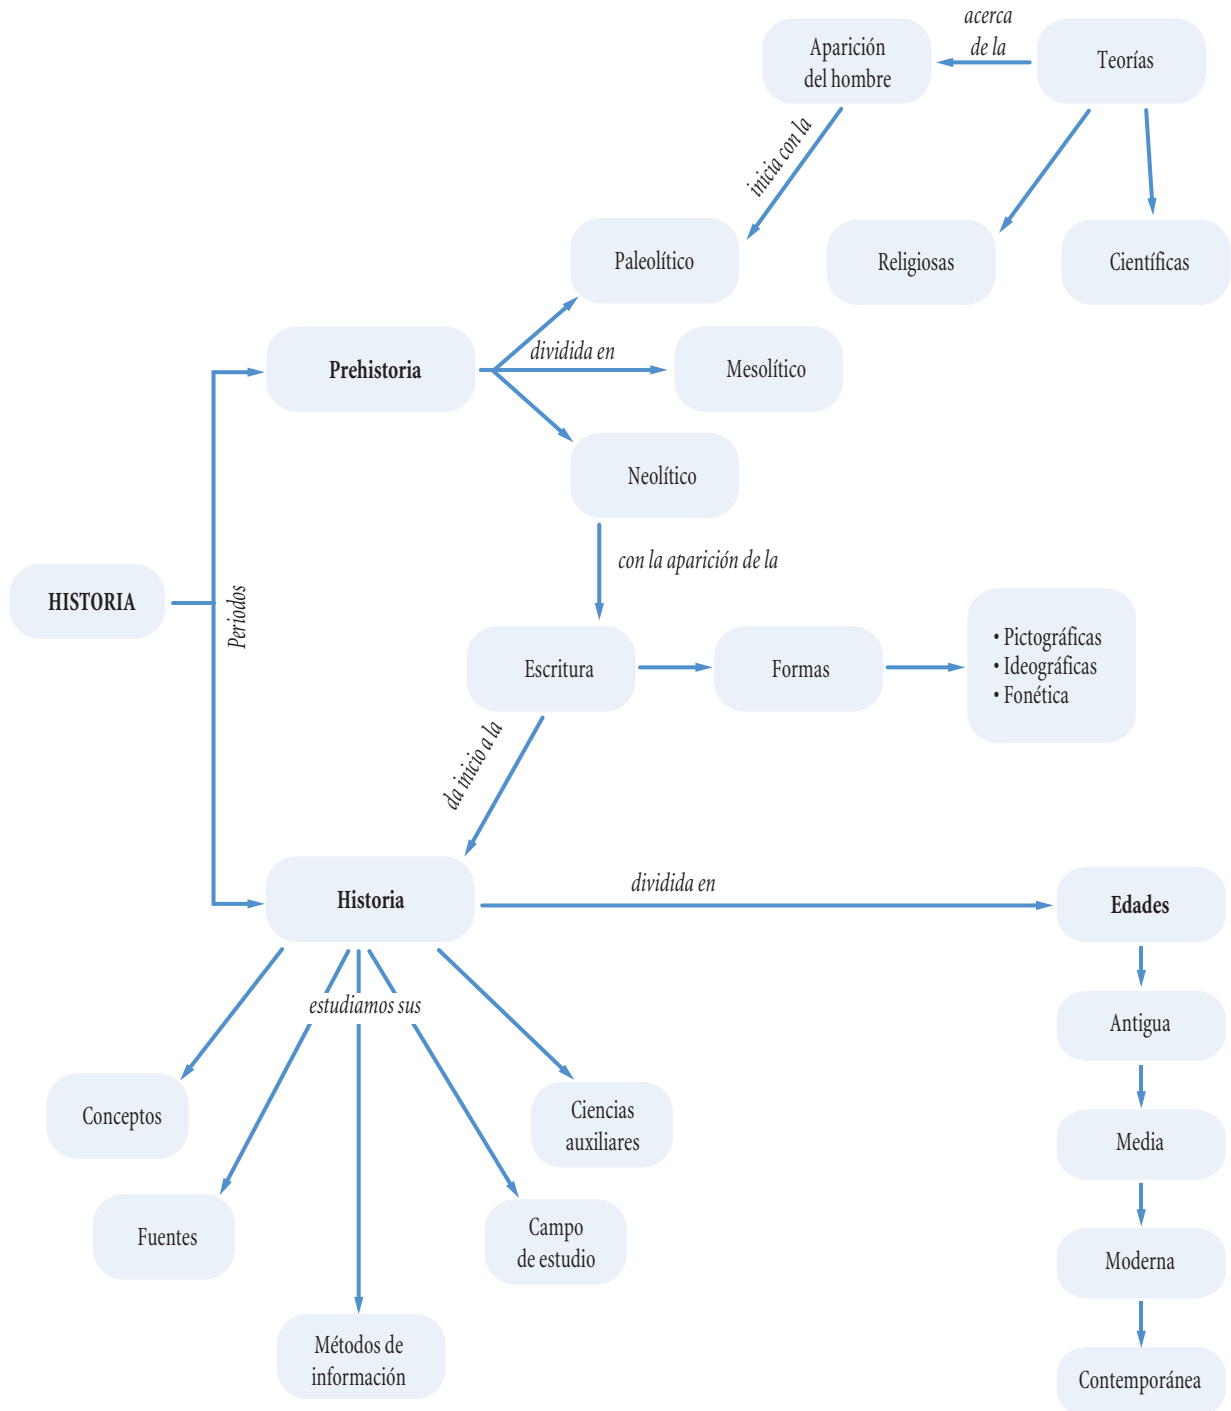 acerca
de la
Aparición
del hombre
Teorías
inicia con la
Paleolítico
Religiosas
Científicas
Prehistoria
dividida en
Mesolítico
Neolítico
con la aparición de la
HISTORIA
Periodos
Escritura
Formas
• Pictográficas
• Ideográficas
• Fonética
da inicio a la
Historia
dividida en
Edades
estudiamos sus
Antigua
Conceptos
Ciencias
auxiliares
Media
Fuentes
Campo
de estudio
Moderna
Métodos de
información
Contemporánea